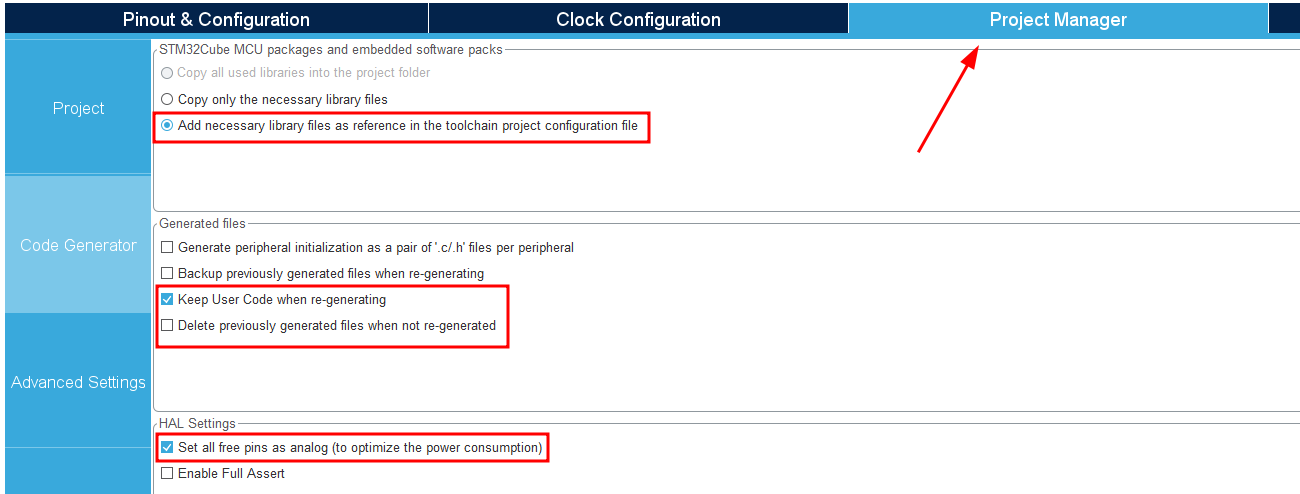 Pinout & Configuration
Clock Configuration
Project Manager
Project
Code Generator
Advanced Settings
STM32Cube MCU packages and embedded software packs
Copy all used libraries into the project folder
Copy only the necessary library files
Add necessary library files as reference in the toolchain project configuration file
Generated files
Generate peripheral initialization as a pair of '.c/.h' files per peripheral
Backup previously generated files when re-generating
Keep User Code when re-generating
Delete previously generated files when not re-generated
HAL Settings
Set all free pins as analog (to optimize the power consumption)
Enable Full Assert